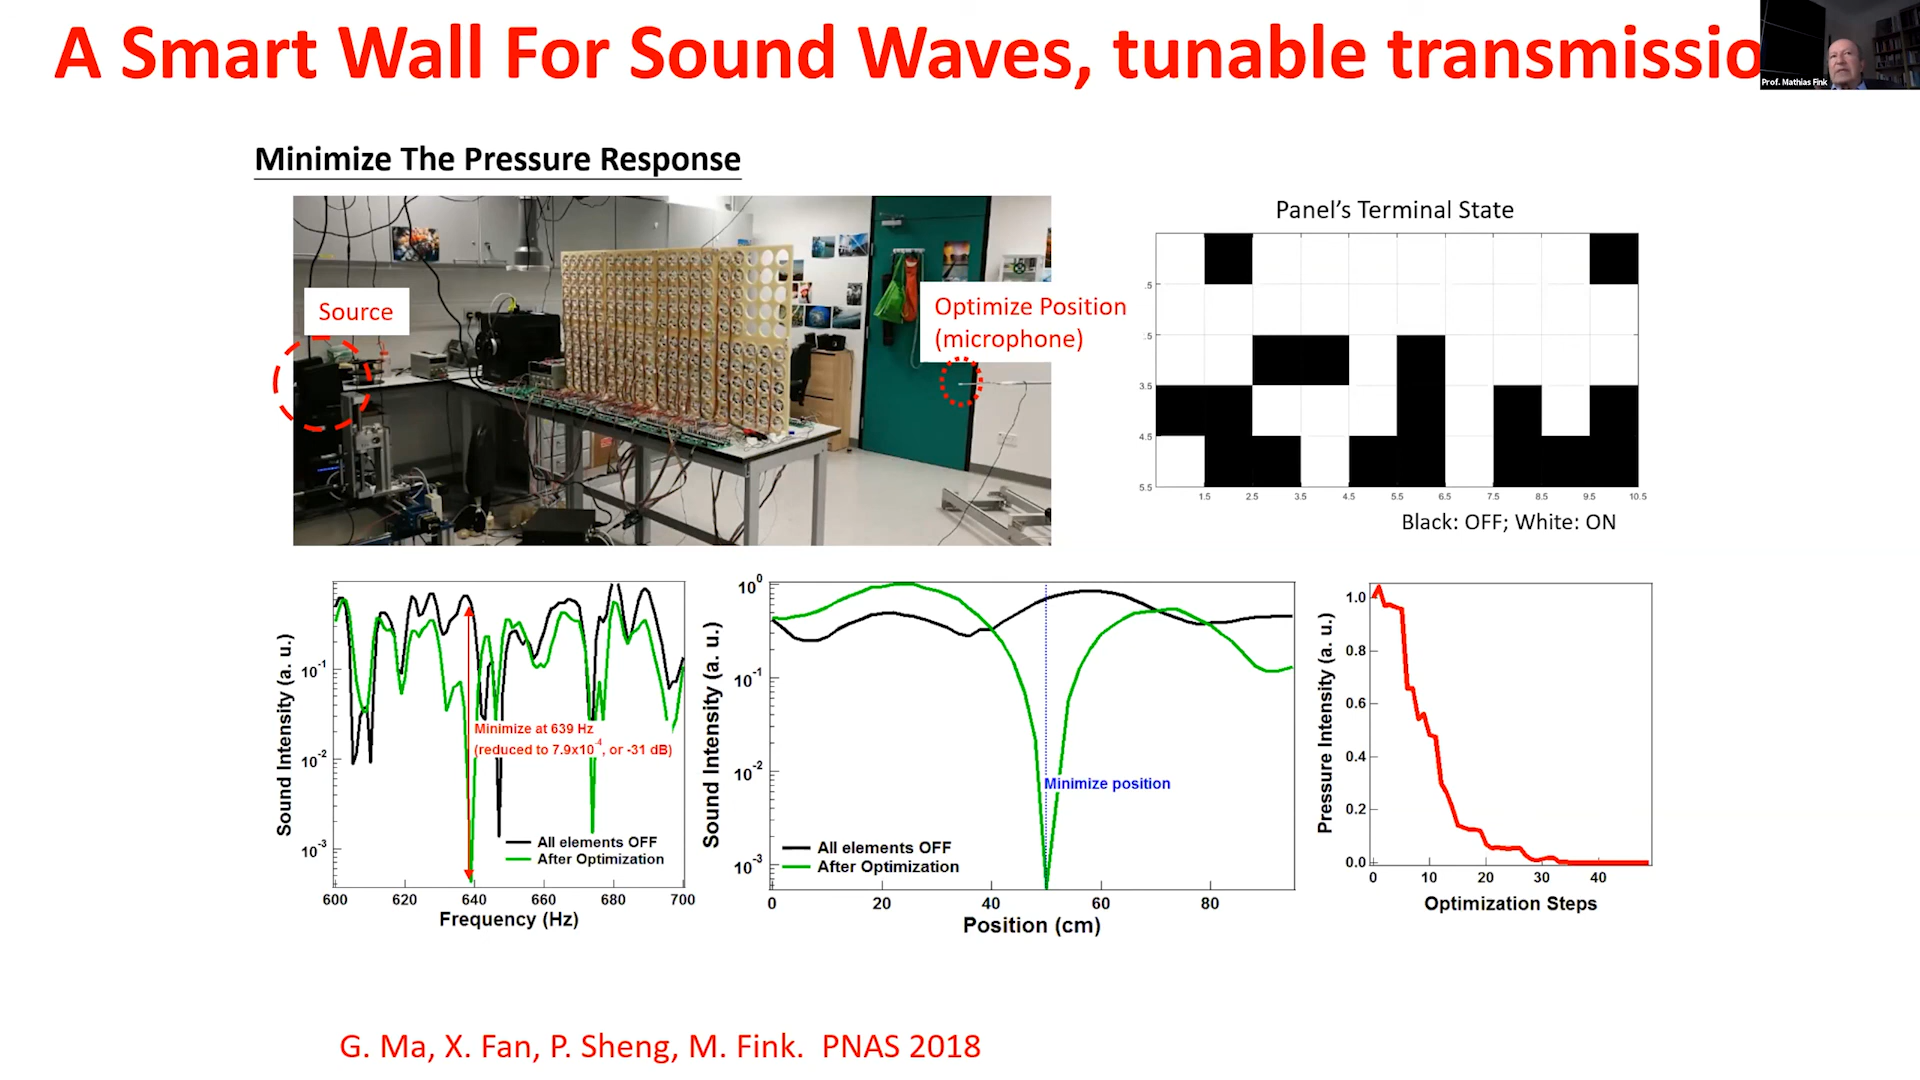 A Smart Wall For Sound Waves, tunable transmissio
Prof. Mathias Fink
Minimize The Pressure Response
Source
Optimize Position
(microphone)
Panel's Terminal State
.5
.5
3.5
4.5
5.5
1.5 2.5 3.5 4.5 5.5 6.5 7.5 8.5 9.5 10.5
Black: OFF; White: ON
Sound Intensity (a. u.)
10⁻¹
10⁻²
10⁻³
Minimize at 639 Hz
(reduced to 7.9x10⁻⁴, or -31 dB)
All elements OFF
After Optimization
600 620 640 660 680 700
Frequency (Hz)
Sound Intensity (a. u.)
10⁰
10⁻¹
10⁻²
10⁻³
Minimize position
All elements OFF
After Optimization
0 20 40 60 80
Position (cm)
Pressure Intensity (a. u.)
1.0
0.8
0.6
0.4
0.2
0.0
0 10 20 30 40
Optimization Steps
G. Ma, X. Fan, P. Sheng, M. Fink. PNAS 2018